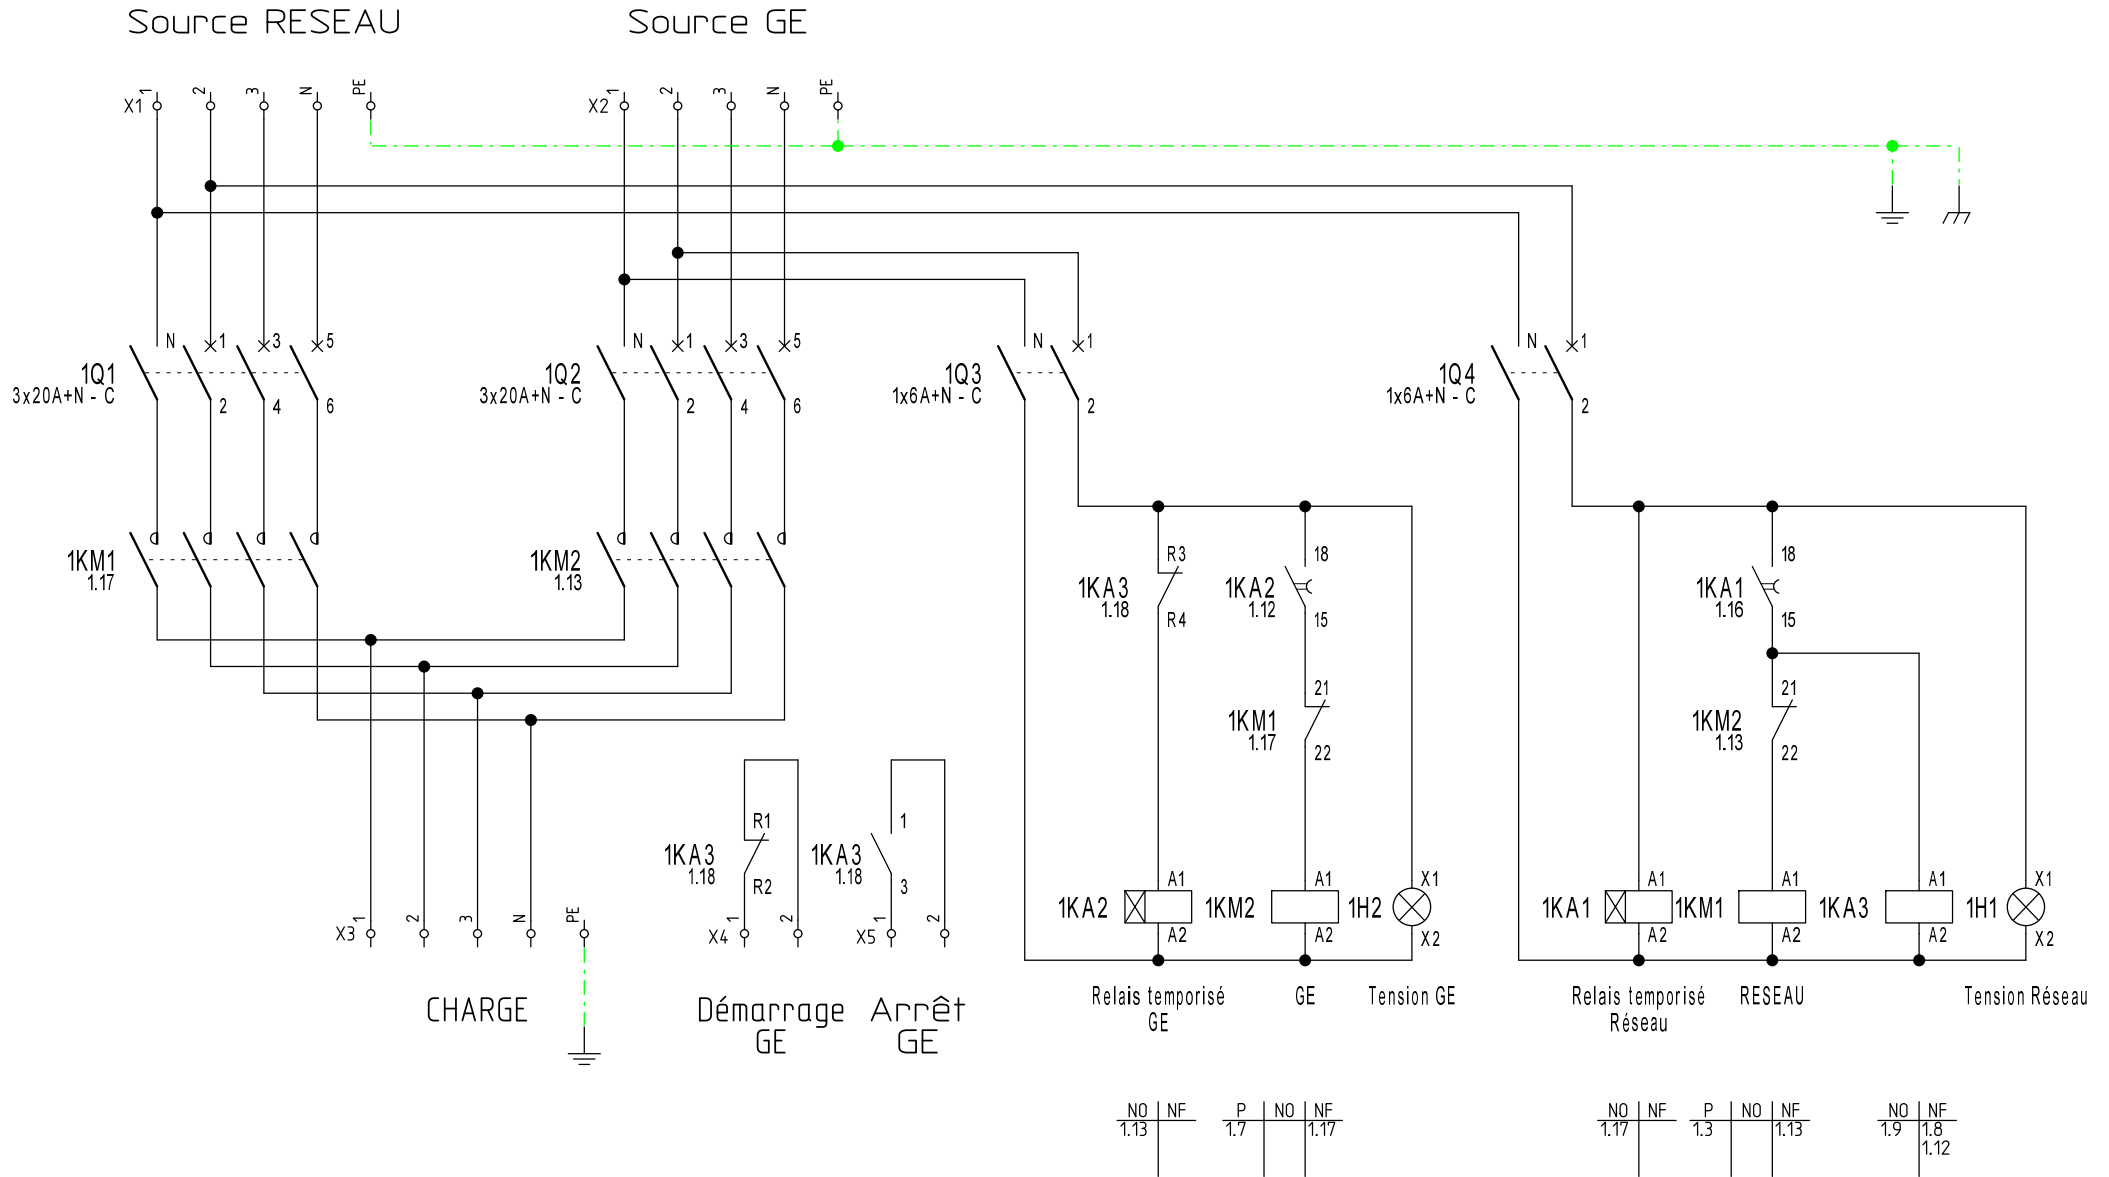 Source RESEAU
Source GE
X1 1 2 3 N PE
X2 1 2 3 N PE
N 1 3 5
N 1 3 5
N 1
N 1
1Q1
3x20A+N - C
2 4 6
1Q2
3x20A+N - C
2 4 6
1Q3
1x6A+N - C
2
1Q4
1x6A+N - C
2
1KM1
1.17
1KM2
1.13
R3
1KA3
1.18
R4
18
1KA2
1.12
15
18
1KA1
1.16
15
21
1KM1
1.17
22
21
1KM2
1.13
22
R1
1KA3
1.18
R2
1
1KA3
1.18
3
X3 1 2 3 N PE
X4 1 2
X5 1 2
A1
1KA2
A2
A1
1KM2
A2
X1
1H2
X2
A1
1KA1
A2
A1
1KM1
A2
A1
1KA3
A2
X1
1H1
X2
CHARGE
Démarrage
GE
Arrêt
GE
Relais temporisé
GE
GE
Tension GE
Relais temporisé
Réseau
RESEAU
Tension Réseau
NO NF
1.13
P NO NF
1.7 1.17
NO NF
1.17
P NO NF
1.3 1.13
NO NF
1.9 1.8
1.12